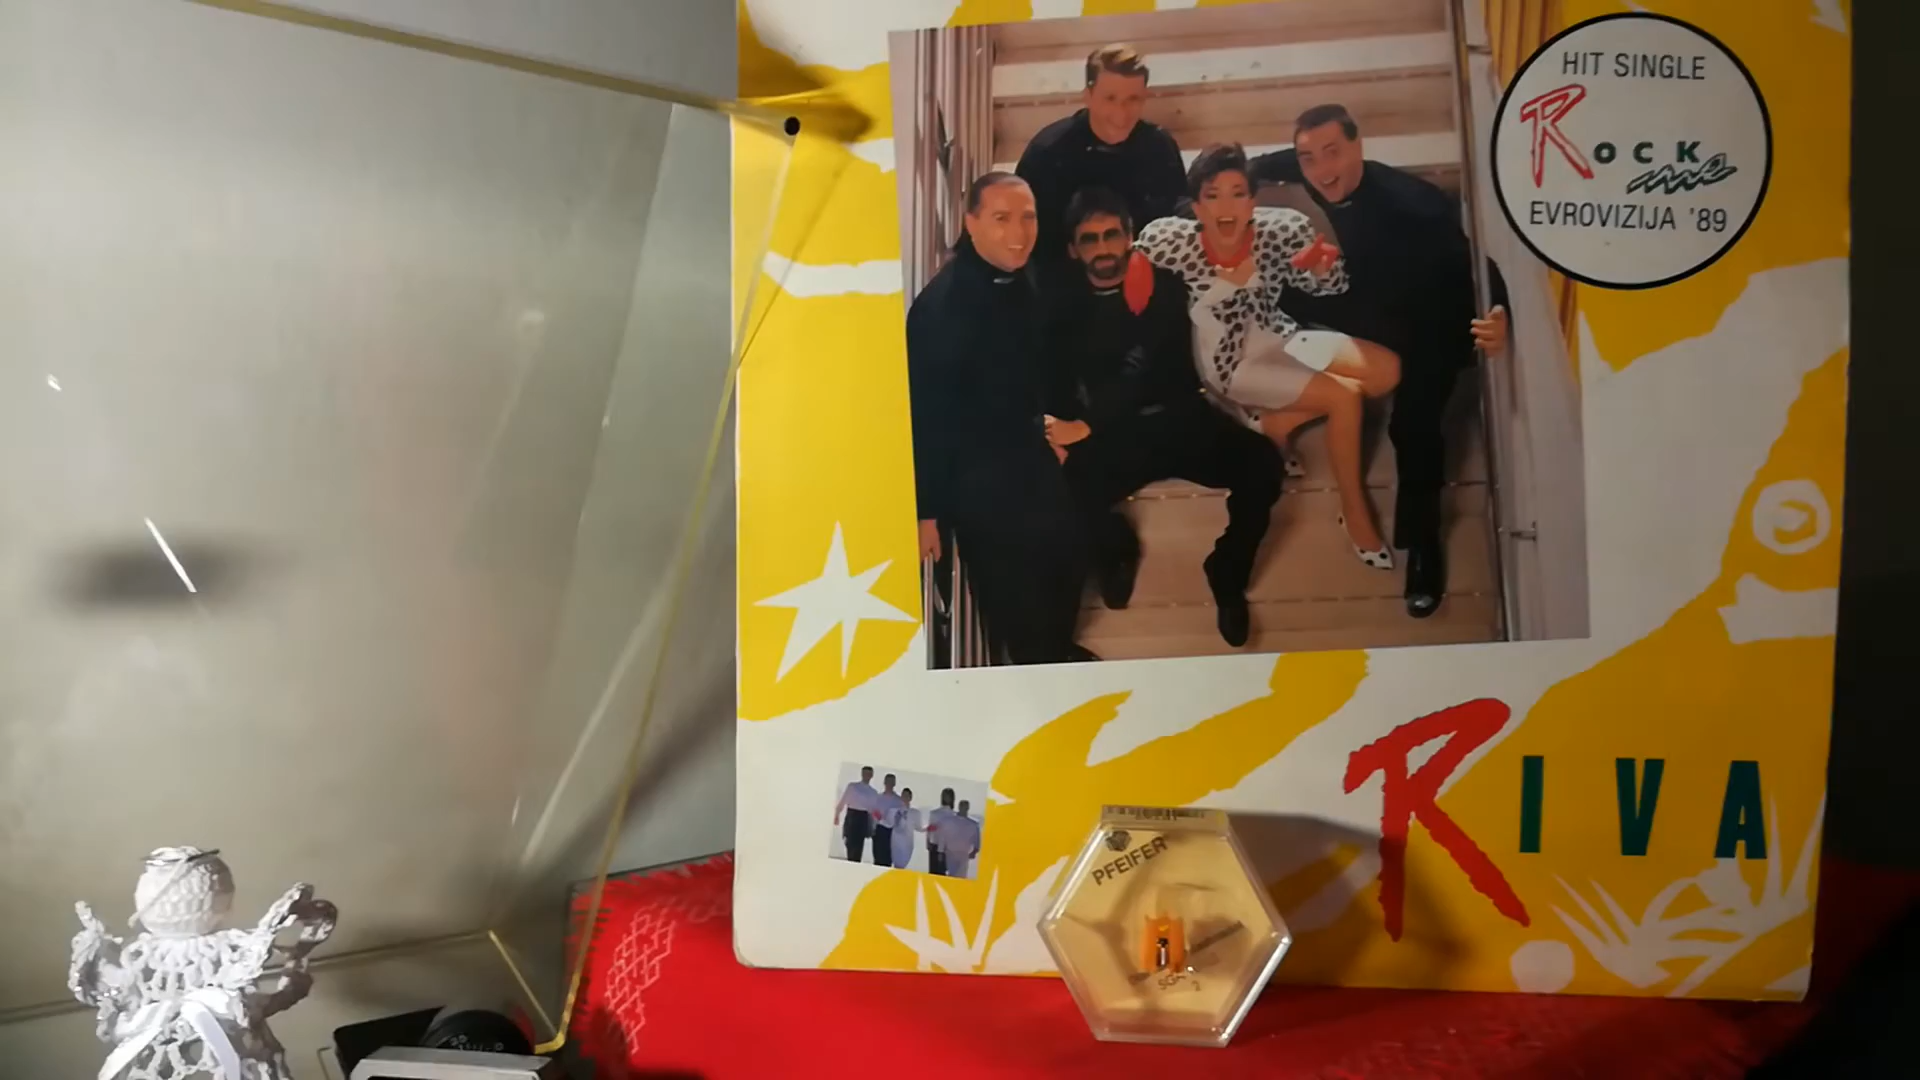 HIT SINGLE
Rock
me
EVROVIZIJA '89
RIVA
PFEIFER